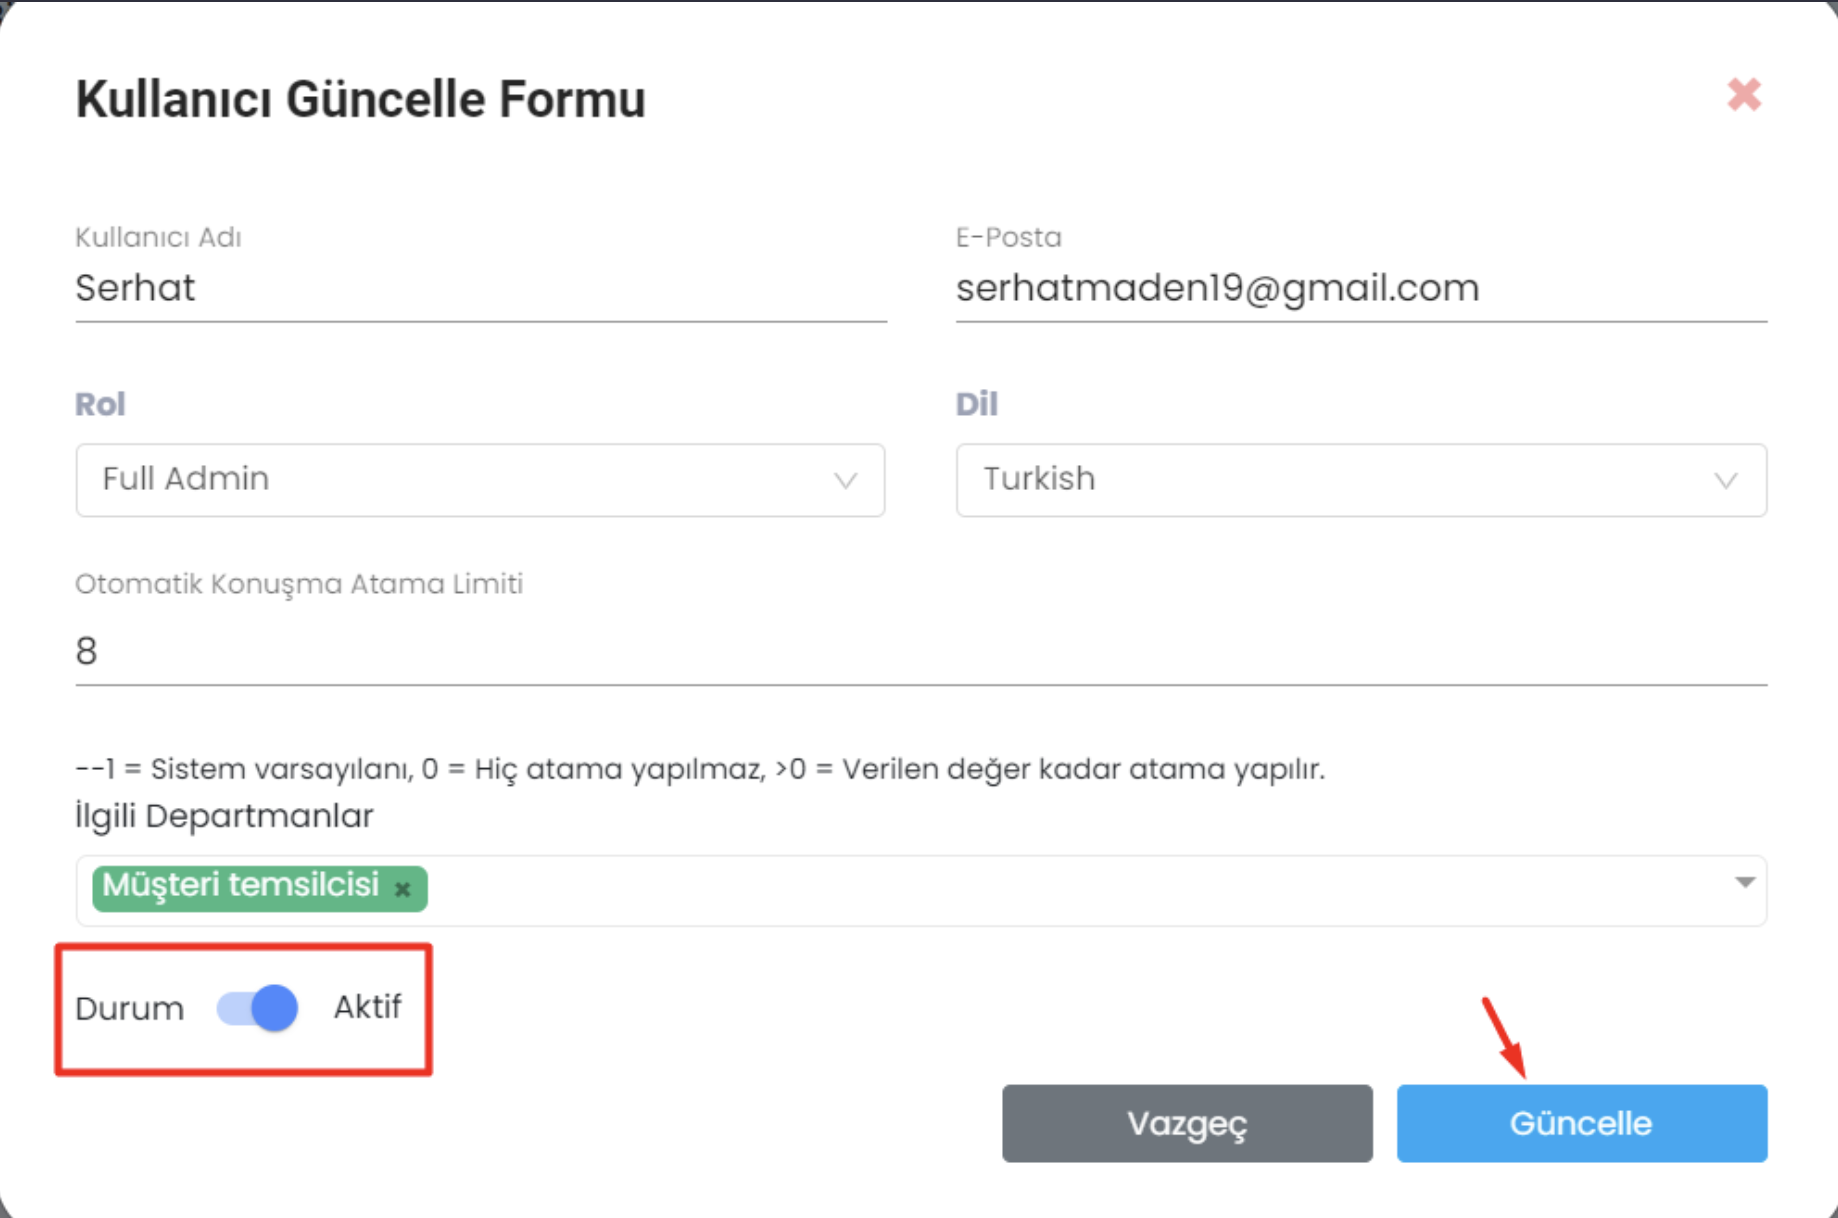 Kullanıcı Güncelle Formu
Kullanıcı Adı
Serhat
E-Posta
serhatmaden19@gmail.com
Rol
Full Admin
Dil
Turkish
Otomatik Konuşma Atama Limiti
8
--1 = Sistem varsayılanı, 0 = Hiç atama yapılmaz, >0 = Verilen değer kadar atama yapılır.
İlgili Departmanlar
Müşteri temsilcisi ×
Durum Aktif
Vazgeç Güncelle